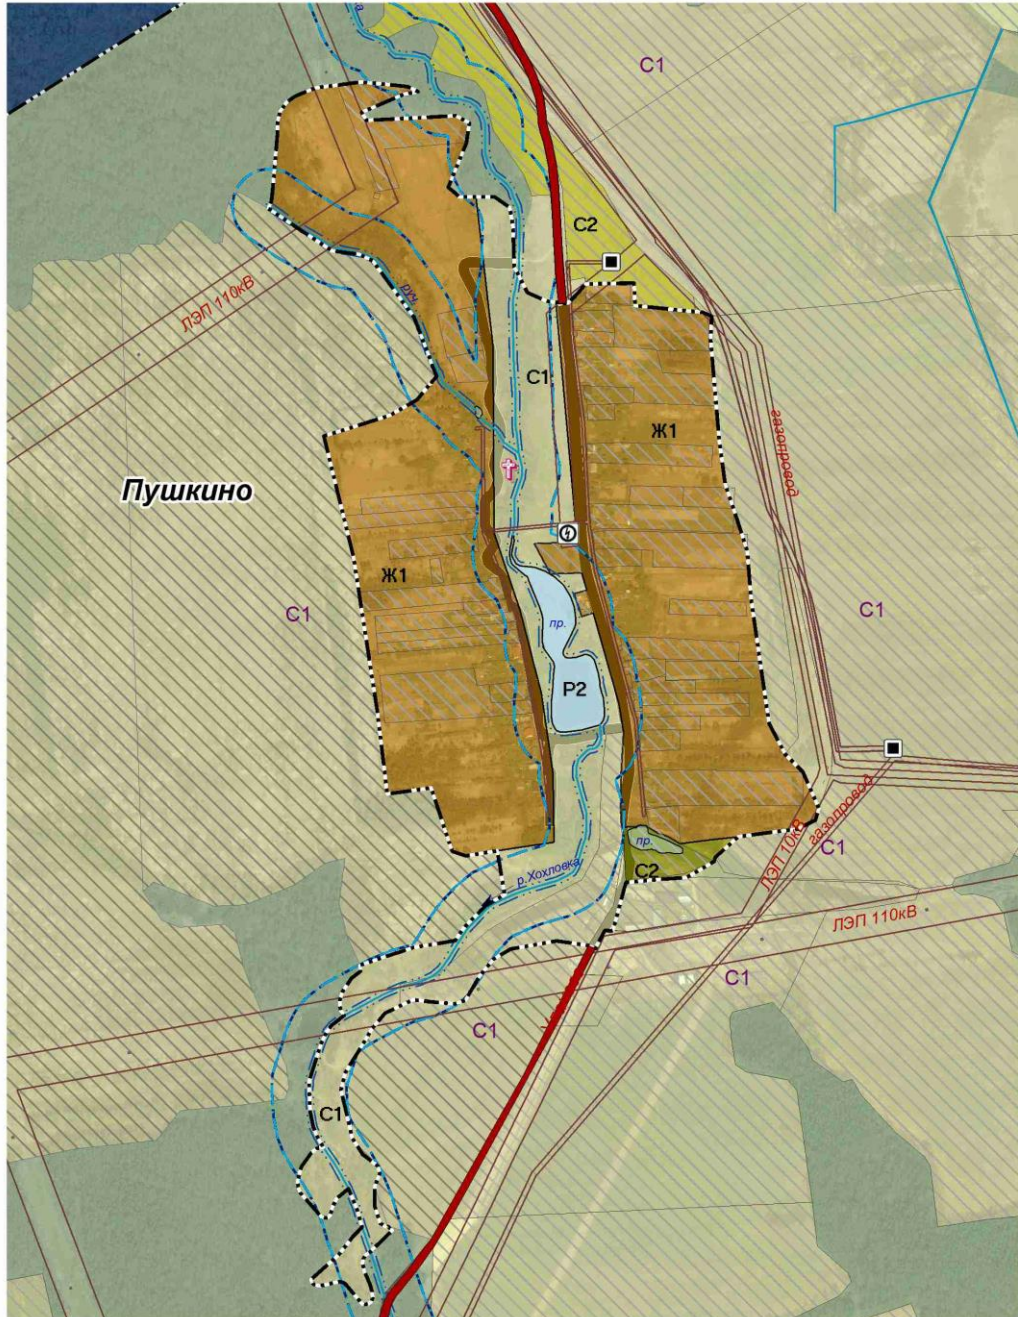 С1
С2
ЛЭП 110кВ
руч.
С1
газопровод
Ж1
Пушкино
Ж1
С1
С1
пр.
Р2
пр.
С2
р.Хохловка
ЛЭП 10кВ
газопровод
С1
ЛЭП 110кВ
С1
С1
С1